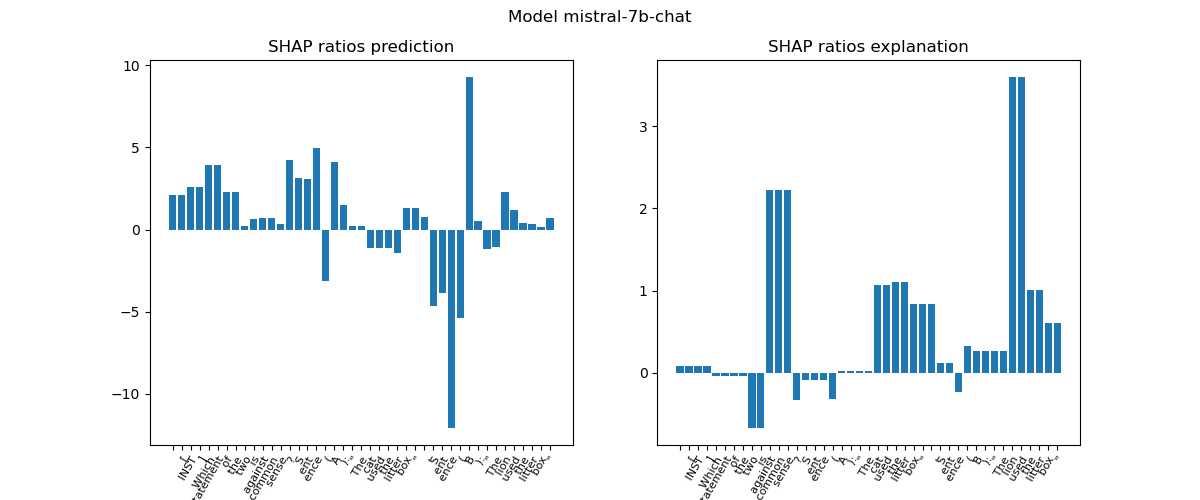 Model mistral-7b-chat
SHAP ratios prediction
SHAP ratios explanation
10
5
0
−5
−10
3
2
1
0
[
INST
]
Which
tatement
of
the
two
is
against
common
sense
?
S
ent
ence
(
A
):„
The
cat
used
the
litter
box
„
S
ent
ence
(
B
):„
The
lion
used
the
litter
box
„
[
INST
]
Which
tatement
of
the
two
is
against
common
sense
?
S
ent
ence
(
A
):„
The
cat
used
the
litter
box
„
S
ent
ence
(
B
):„
The
lion
used
the
litter
box
„